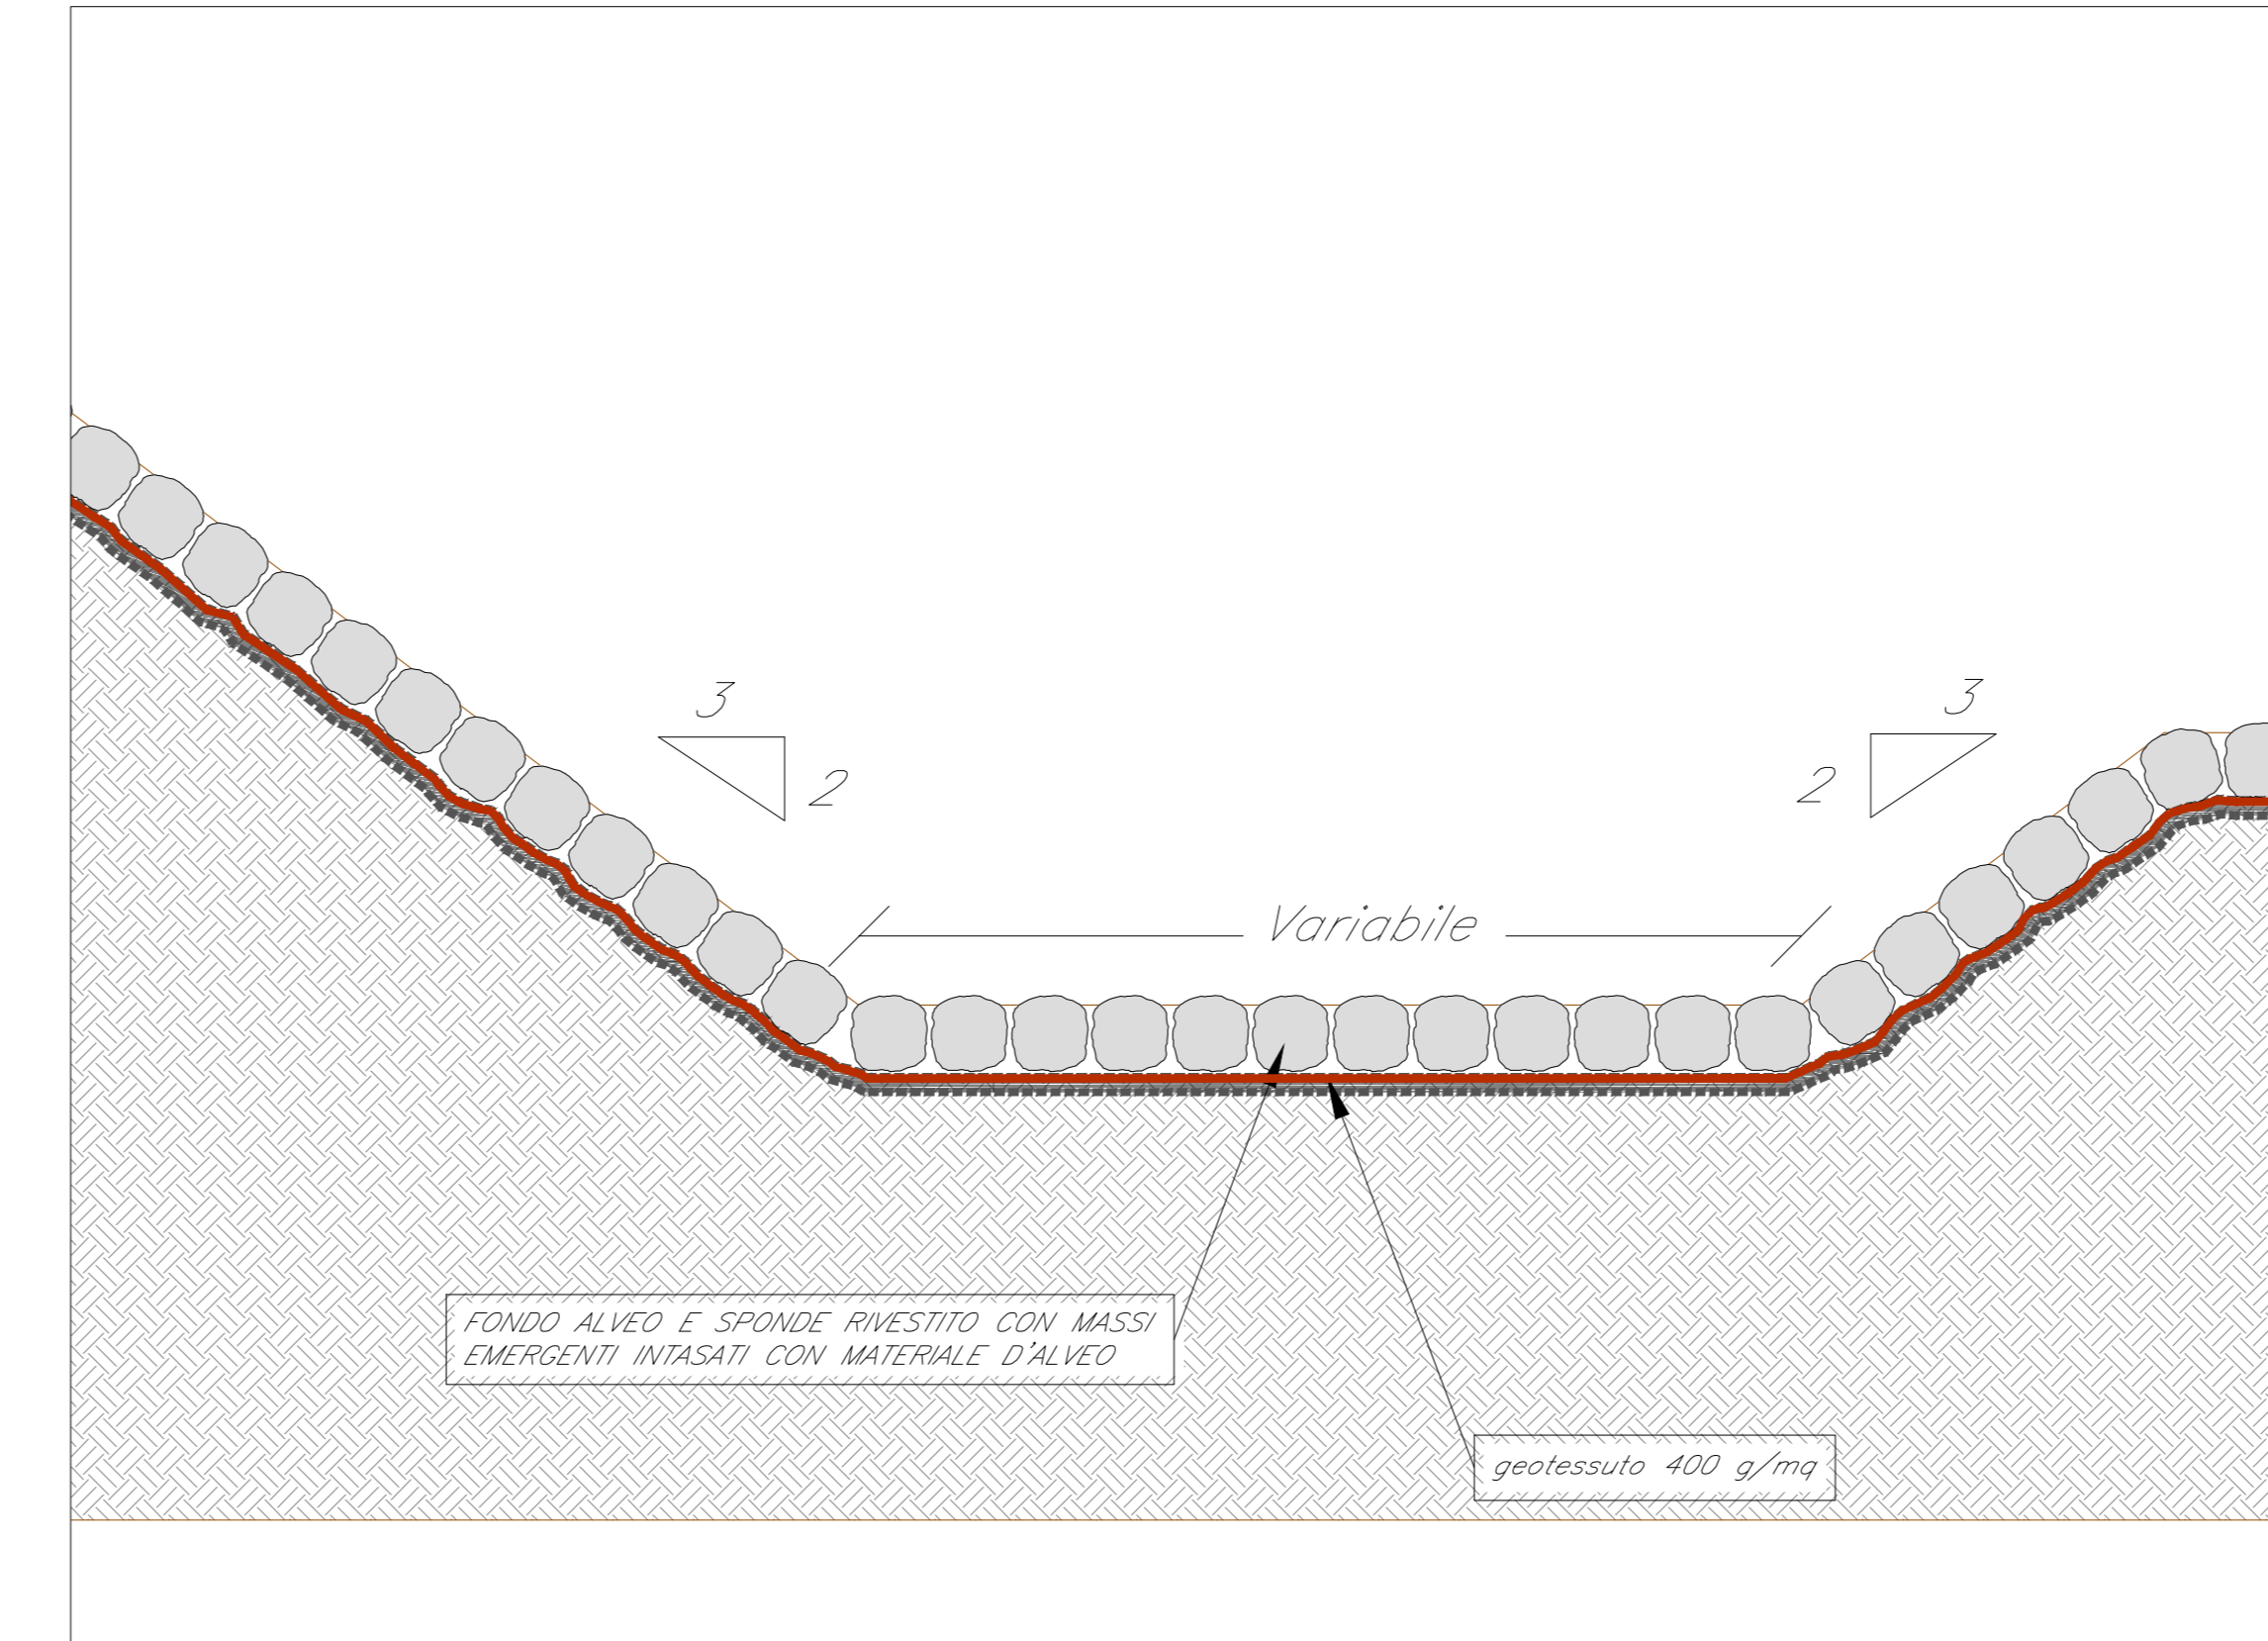 3
3
2
2
Variabile
FONDO ALVEO E SPONDE RIVESTITO CON MASSI
EMERGENTI INTASATI CON MATERIALE D'ALVEO
geotessuto 400 g/mq